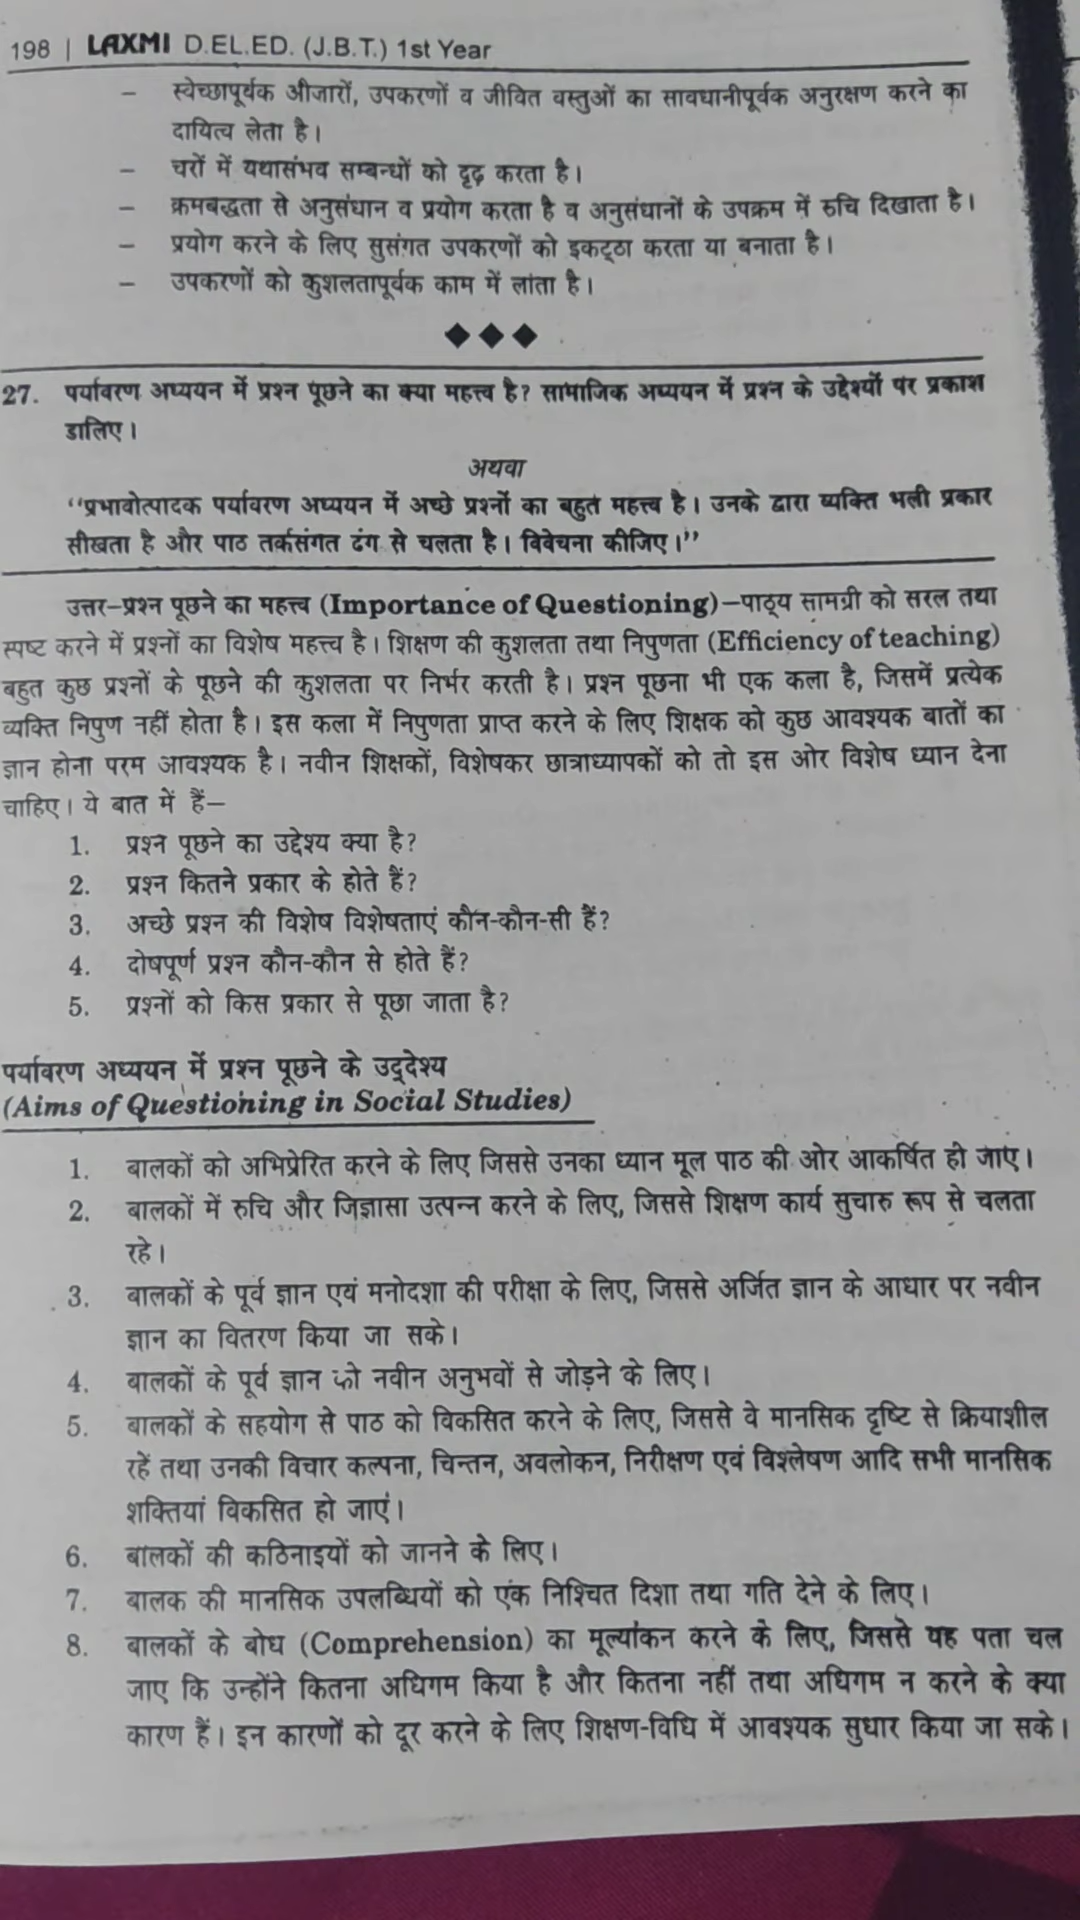 198 | LAXMI D.EL.ED. (J.B.T.) 1st Year
– स्वेच्छापूर्वक औजारों, उपकरणों व जीवित वस्तुओं का सावधानीपूर्वक अनुरक्षण करने का
दायित्व लेता है।
– चरों में यथासंभव सम्बन्धों को दृढ़ करता है।
– क्रमबद्धता से अनुसंधान व प्रयोग करता है व अनुसंधानों के उपक्रम में रुचि दिखाता है।
– प्रयोग करने के लिए सुसंगत उपकरणों को इकट्ठा करता या बनाता है।
– उपकरणों को कुशलतापूर्वक काम में लाता है।
◆◆◆
27. पर्यावरण अध्ययन में प्रश्न पूछने का क्या महत्त्व है? सामाजिक अध्ययन में प्रश्न के उद्देश्यों पर प्रकाश
डालिए।
अथवा
‘‘प्रभावोत्पादक पर्यावरण अध्ययन में अच्छे प्रश्नों का बहुत महत्त्व है। उनके द्वारा व्यक्ति भली प्रकार
सीखता है और पाठ तर्कसंगत ढंग से चलता है। विवेचना कीजिए।’’
उत्तर–प्रश्न पूछने का महत्त्व (Importance of Questioning)–पाठ्य सामग्री को सरल तथा
स्पष्ट करने में प्रश्नों का विशेष महत्त्व है। शिक्षण की कुशलता तथा निपुणता (Efficiency of teaching)
बहुत कुछ प्रश्नों के पूछने की कुशलता पर निर्भर करती है। प्रश्न पूछना भी एक कला है, जिसमें प्रत्येक
व्यक्ति निपुण नहीं होता है। इस कला में निपुणता प्राप्त करने के लिए शिक्षक को कुछ आवश्यक बातों का
ज्ञान होना परम आवश्यक है। नवीन शिक्षकों, विशेषकर छात्राध्यापकों को तो इस ओर विशेष ध्यान देना
चाहिए। ये बात में हैं–
1. प्रश्न पूछने का उद्देश्य क्या है?
2. प्रश्न कितने प्रकार के होते हैं?
3. अच्छे प्रश्न की विशेष विशेषताएं कौन-कौन-सी हैं?
4. दोषपूर्ण प्रश्न कौन-कौन से होते हैं?
5. प्रश्नों को किस प्रकार से पूछा जाता है?
पर्यावरण अध्ययन में प्रश्न पूछने के उद्देश्य
(Aims of Questioning in Social Studies)
1. बालकों को अभिप्रेरित करने के लिए जिससे उनका ध्यान मूल पाठ की ओर आकर्षित ही जाए।
2. बालकों में रुचि और जिज्ञासा उत्पन्न करने के लिए, जिससे शिक्षण कार्य सुचारु रूप से चलता
रहे।
3. बालकों के पूर्व ज्ञान एवं मनोदशा की परीक्षा के लिए, जिससे अर्जित ज्ञान के आधार पर नवीन
ज्ञान का वितरण किया जा सके।
4. बालकों के पूर्व ज्ञान को नवीन अनुभवों से जोड़ने के लिए।
5. बालकों के सहयोग से पाठ को विकसित करने के लिए, जिससे वे मानसिक दृष्टि से क्रियाशील
रहें तथा उनकी विचार कल्पना, चिन्तन, अवलोकन, निरीक्षण एवं विश्लेषण आदि सभी मानसिक
शक्तियां विकसित हो जाएं।
6. बालकों की कठिनाइयों को जानने के लिए।
7. बालक की मानसिक उपलब्धियों को एक निश्चित दिशा तथा गति देने के लिए।
8. बालकों के बोध (Comprehension) का मूल्यांकन करने के लिए, जिससे यह पता चल
जाए कि उन्होंने कितना अधिगम किया है और कितना नहीं तथा अधिगम न करने के क्या
कारण हैं। इन कारणों को दूर करने के लिए शिक्षण-विधि में आवश्यक सुधार किया जा सके।